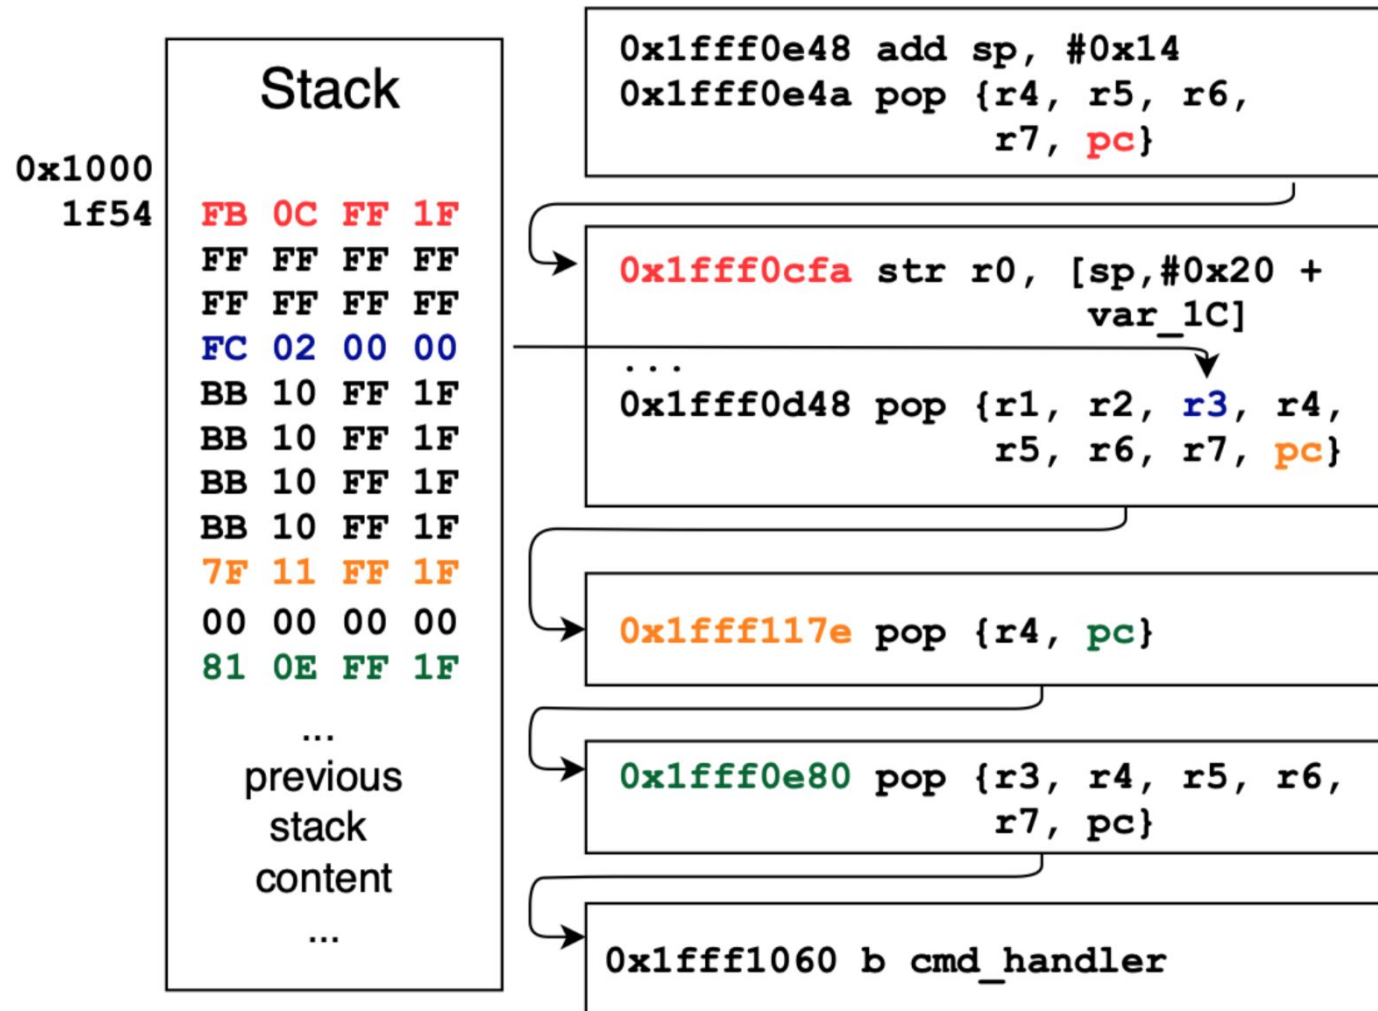 Stack
0x1000
1f54
FB 0C FF 1F
FF FF FF FF
FF FF FF FF
FC 02 00 00
BB 10 FF 1F
BB 10 FF 1F
BB 10 FF 1F
BB 10 FF 1F
7F 11 FF 1F
00 00 00 00
81 0E FF 1F
...
previous
stack
content
...
0x1fff0e48 add sp, #0x14
0x1fff0e4a pop {r4, r5, r6,
r7, pc}
0x1fff0cfa str r0, [sp,#0x20 +
var_1C]
...
0x1fff0d48 pop {r1, r2, r3, r4,
r5, r6, r7, pc}
0x1fff117e pop {r4, pc}
0x1fff0e80 pop {r3, r4, r5, r6,
r7, pc}
0x1fff1060 b cmd_handler